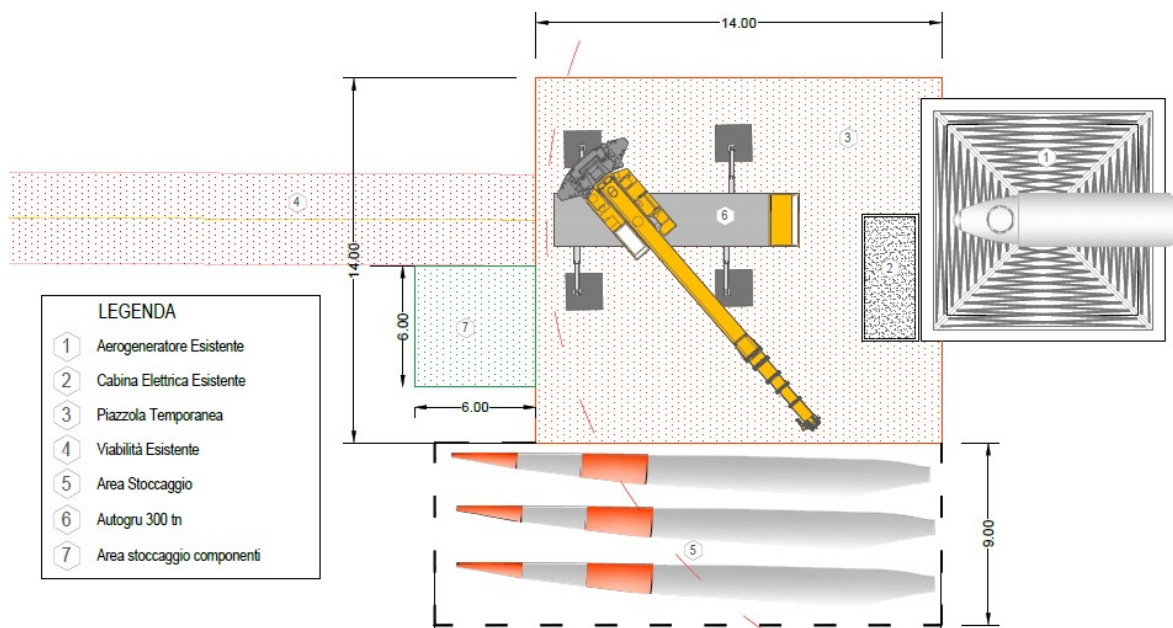 14.00
3
1
4
6
14.00
2
7
6.00
6.00
LEGENDA
1 Aerogeneratore Esistente
2 Cabina Elettrica Esistente
3 Piazzola Temporanea
4 Viabilità Esistente
5 Area Stoccaggio
6 Autogru 300 tn
7 Area stoccaggio componenti
9.00
5